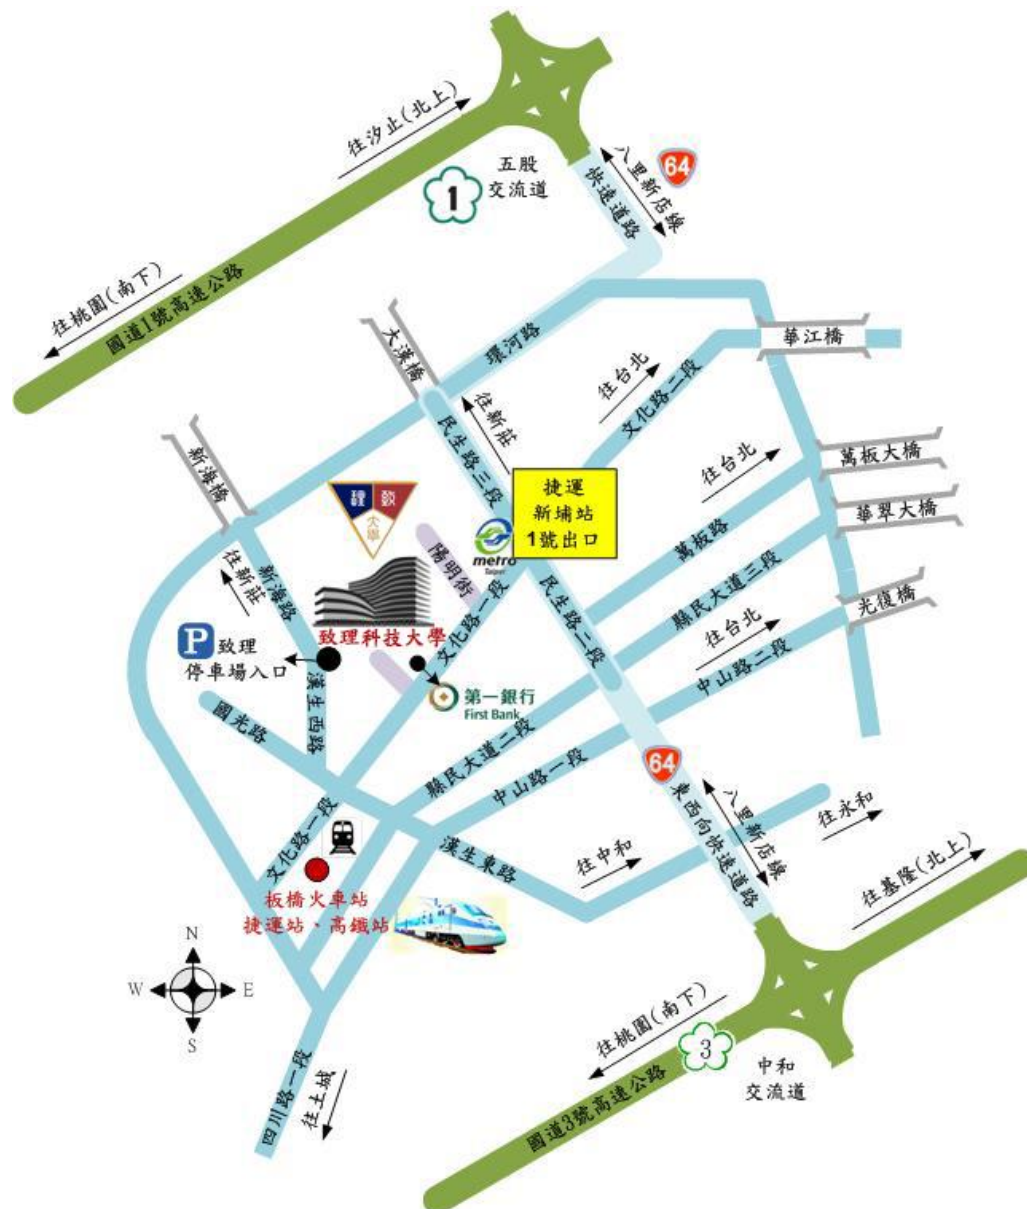 往汐止(北上)
五股
交流道
1
64
八里新店線
快速道路
往桃園(南下)
國道1號高速公路
大漢橋
環河路
往新莊
民生路三段
往台北
文化路二段
華江橋
新海橋
往新莊
新海路
理 致
大學
陽明街
metro
Taipei
捷運
新埔站
1號出口
往台北
萬板路
萬板大橋
華翠大橋
縣民大道三段
光復橋
往台北
中山路二段
民生路二段
文化路一段
致理科技大學
P 致理
停車場入口
漢生西路
第一銀行
First Bank
國光路
縣民大道二段
中山路一段
64
八里新店線
東西向快速道路
文化路一段
漢生東路
往中和
往永和
板橋火車站
捷運站、高鐵站
往基隆(北上)
N
W E
S
往桃園(南下)
3
中和
交流道
國道3號高速公路
四川路一段
往土城